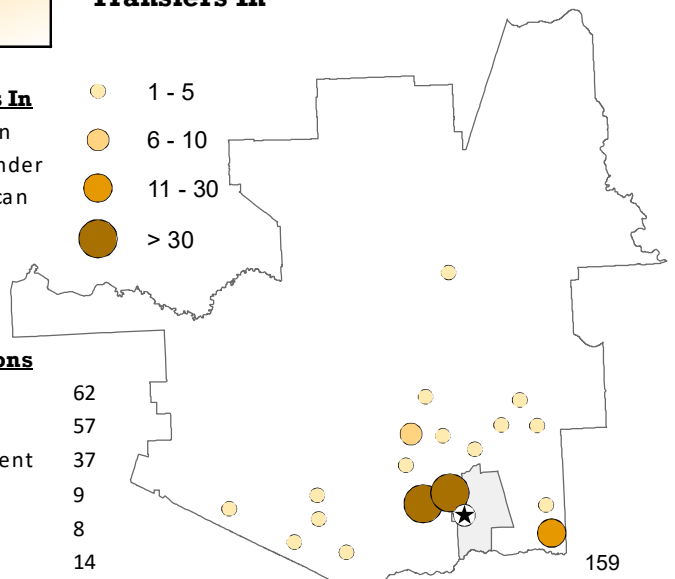 Transfers In
s In
1 - 5
n
6 - 10
nder
11 - 30
can
> 30
ons
62
57
ent 37
9
8
14
159